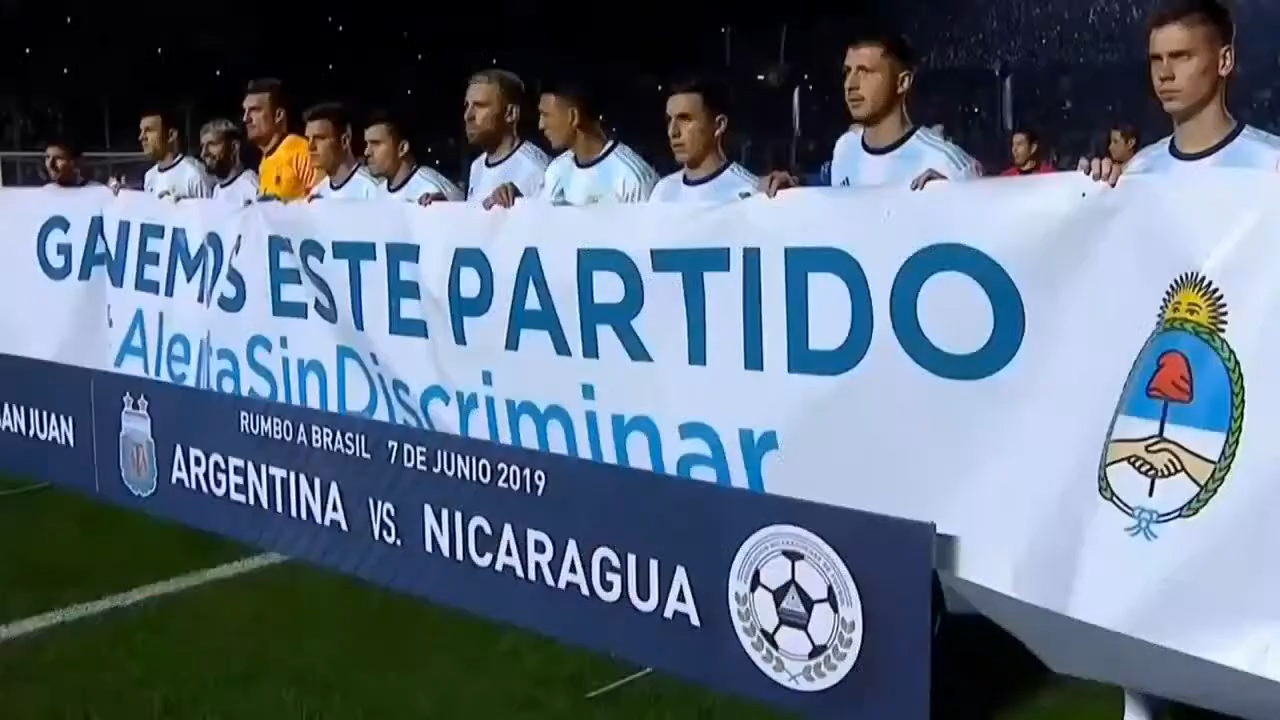 GANEMOS ESTE PARTIDO
#AlentaSinDiscriminar
SAN JUAN
RUMBO A BRASIL 7 DE JUNIO 2019
ARGENTINA VS. NICARAGUA